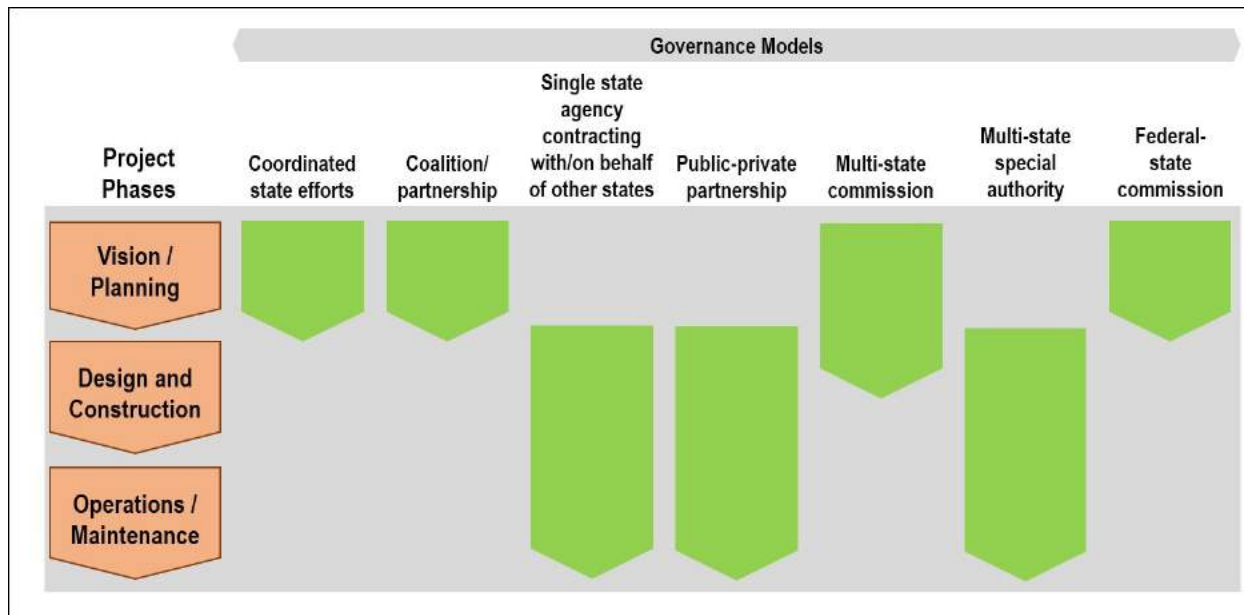 Governance Models
Project
Phases
Coordinated
state efforts
Coalition/
partnership
Single state
agency
contracting
with/on behalf
of other states
Public-private
partnership
Multi-state
commission
Multi-state
special
authority
Federal-
state
commission
Vision /
Planning
Design and
Construction
Operations /
Maintenance